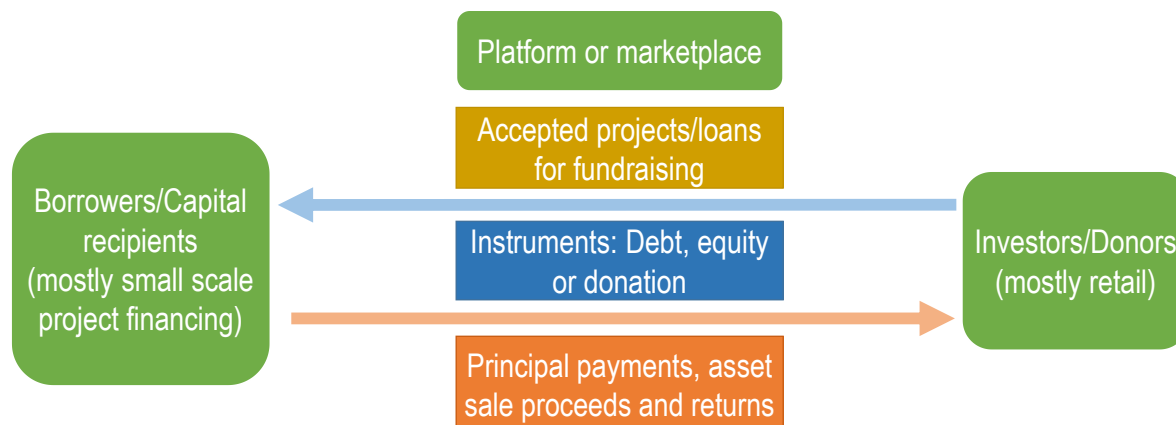 Platform or marketplace
Accepted projects/loans
for fundraising
Borrowers/Capital
recipients
(mostly small scale
project financing)
Instruments: Debt, equity
or donation
Investors/Donors
(mostly retail)
Principal payments, asset
sale proceeds and returns